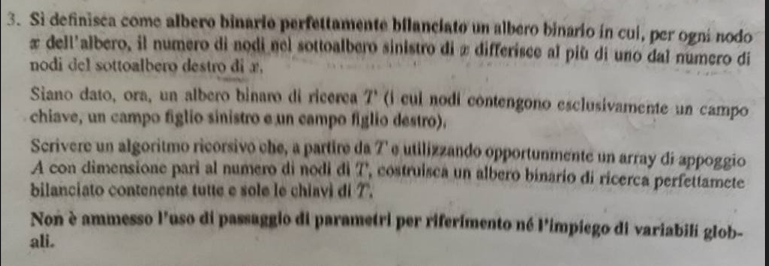 3. Si definisca come albero binario perfettamente bilanciato un albero binario in cui, per ogni nodo
x dell'albero, il numero di nodi nel sottoalbero sinistro di x differisce al più di uno dal numero di
nodi del sottoalbero destro di x.
Siano dato, ora, un albero binaro di ricerca T (i cui nodi contengono esclusivamente un campo
chiave, un campo figlio sinistro e un campo figlio destro).
Scrivere un algoritmo ricorsivo che, a partire da T e utilizzando opportunmente un array di appoggio
A con dimensione pari al numero di nodi di T, costruisca un albero binario di ricerca perfettamete
bilanciato contenente tutte e sole le chiavi di T.
Non è ammesso l'uso di passaggio di parametri per riferimento né l'impiego di variabili glob-
ali.